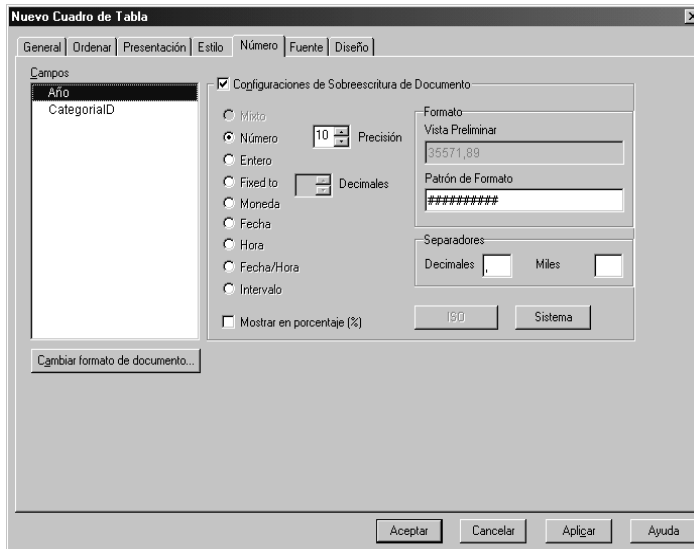 Nuevo Cuadro de Tabla
General Ordenar Presentación Estilo Número Fuente Diseño
Campos
Año
CategoriaID
Configuraciones de Sobreescritura de Documento
Mixto
Número 10 Precisión
Entero
Fixed to Decimales
Moneda
Fecha
Hora
Fecha/Hora
Intervalo
Mostrar en porcentaje (%)
Formato
Vista Preliminar
35571,89
Patrón de Formato
##########
Separadores
Decimales , Miles
ISO Sistema
Cambiar formato de documento...
Aceptar Cancelar Aplicar Ayuda